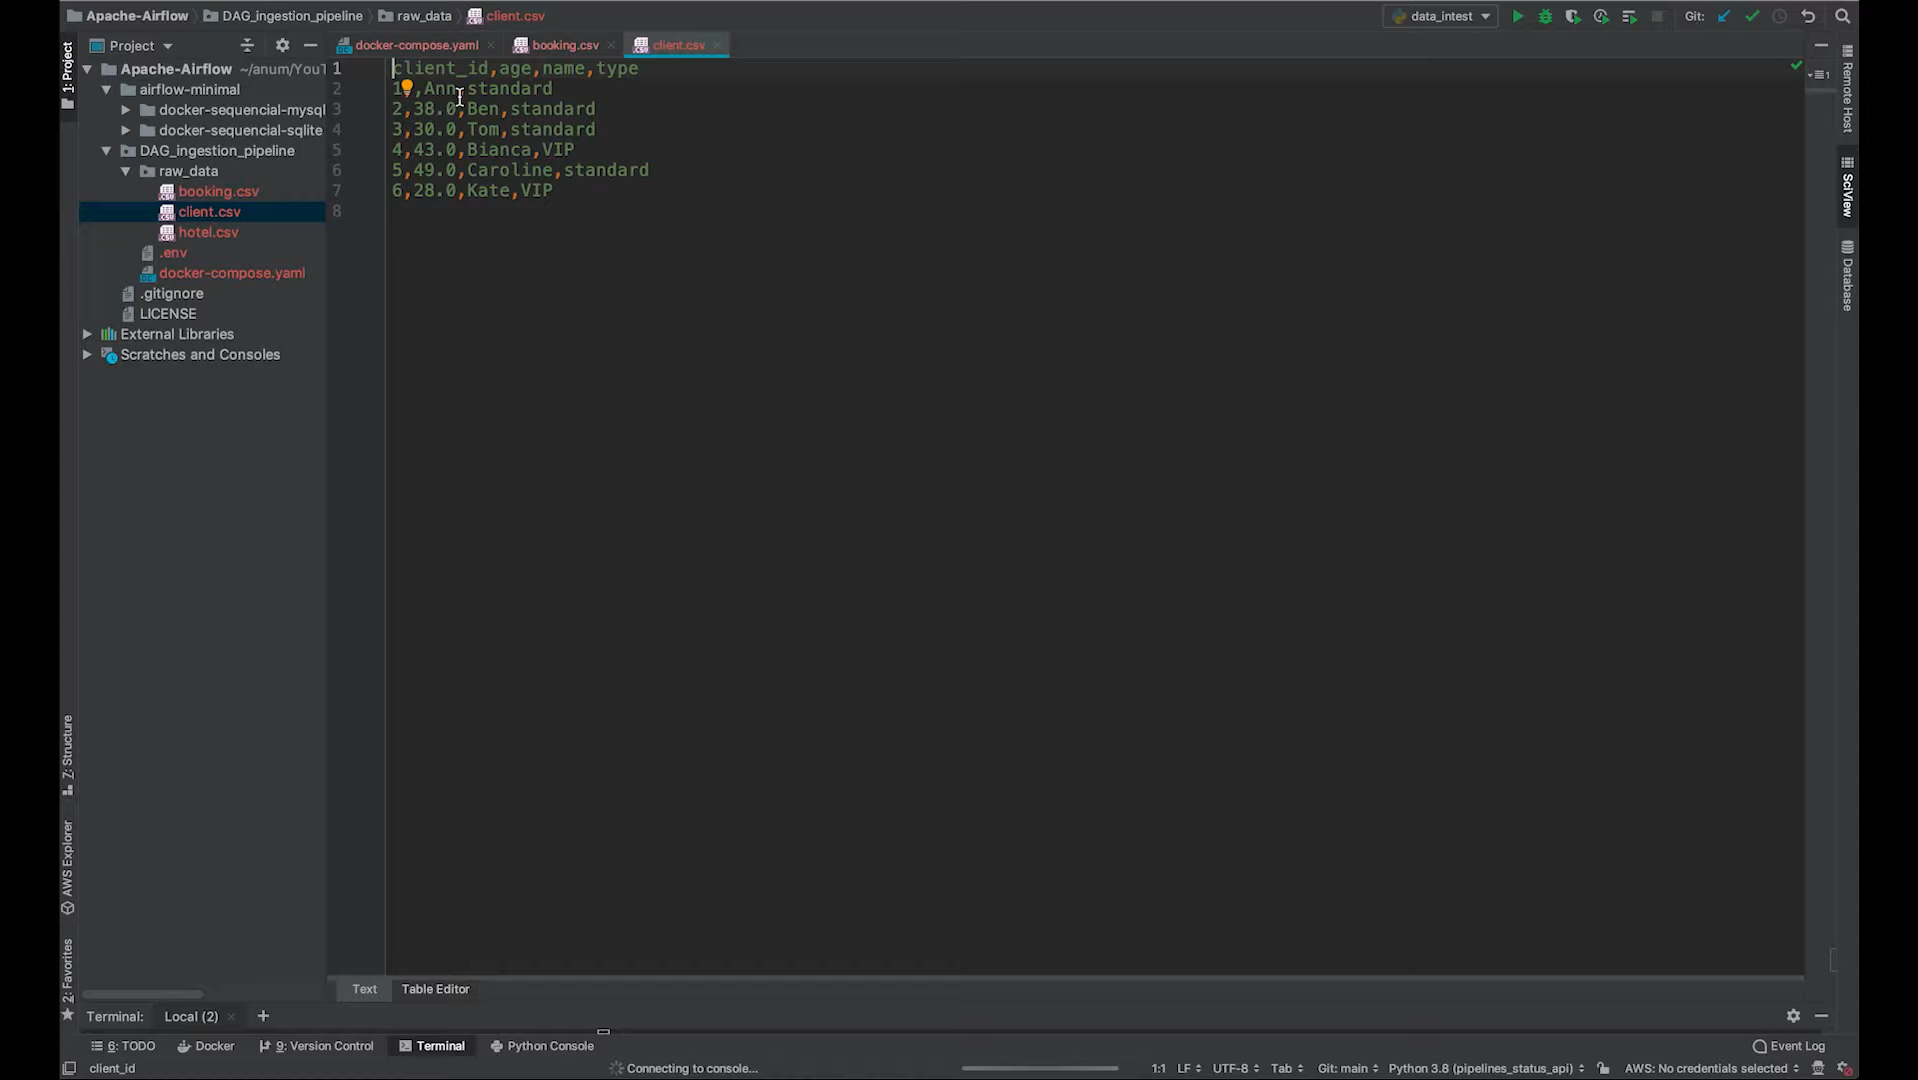 Apache-Airflow
DAG_ingestion_pipeline
raw_data
client.csv
data_intest
Git:
1: Project
Project
docker-compose.yaml
booking.csv
client.csv
Apache-Airflow ~/anum/YouT
airflow-minimal
docker-sequencial-mysql
docker-sequencial-sqlite
DAG_ingestion_pipeline
raw_data
booking.csv
client.csv
hotel.csv
.env
docker-compose.yaml
.gitignore
LICENSE
External Libraries
Scratches and Consoles
1 client_id,age,name,type
2 1,,Ann,standard
3 2,38.0,Ben,standard
4 3,30.0,Tom,standard
5 4,43.0,Bianca,VIP
6 5,49.0,Caroline,standard
7 6,28.0,Kate,VIP
8
1
Remote Host
SciView
Database
Z: Structure
AWS Explorer
2: Favorites
Text
Table Editor
Terminal: Local (2) +
6: TODO
Docker
9: Version Control
Terminal
Python Console
Event Log
client_id
Connecting to console...
1:1 LF UTF-8 Tab Git: main Python 3.8 (pipelines_status_api) AWS: No credentials selected